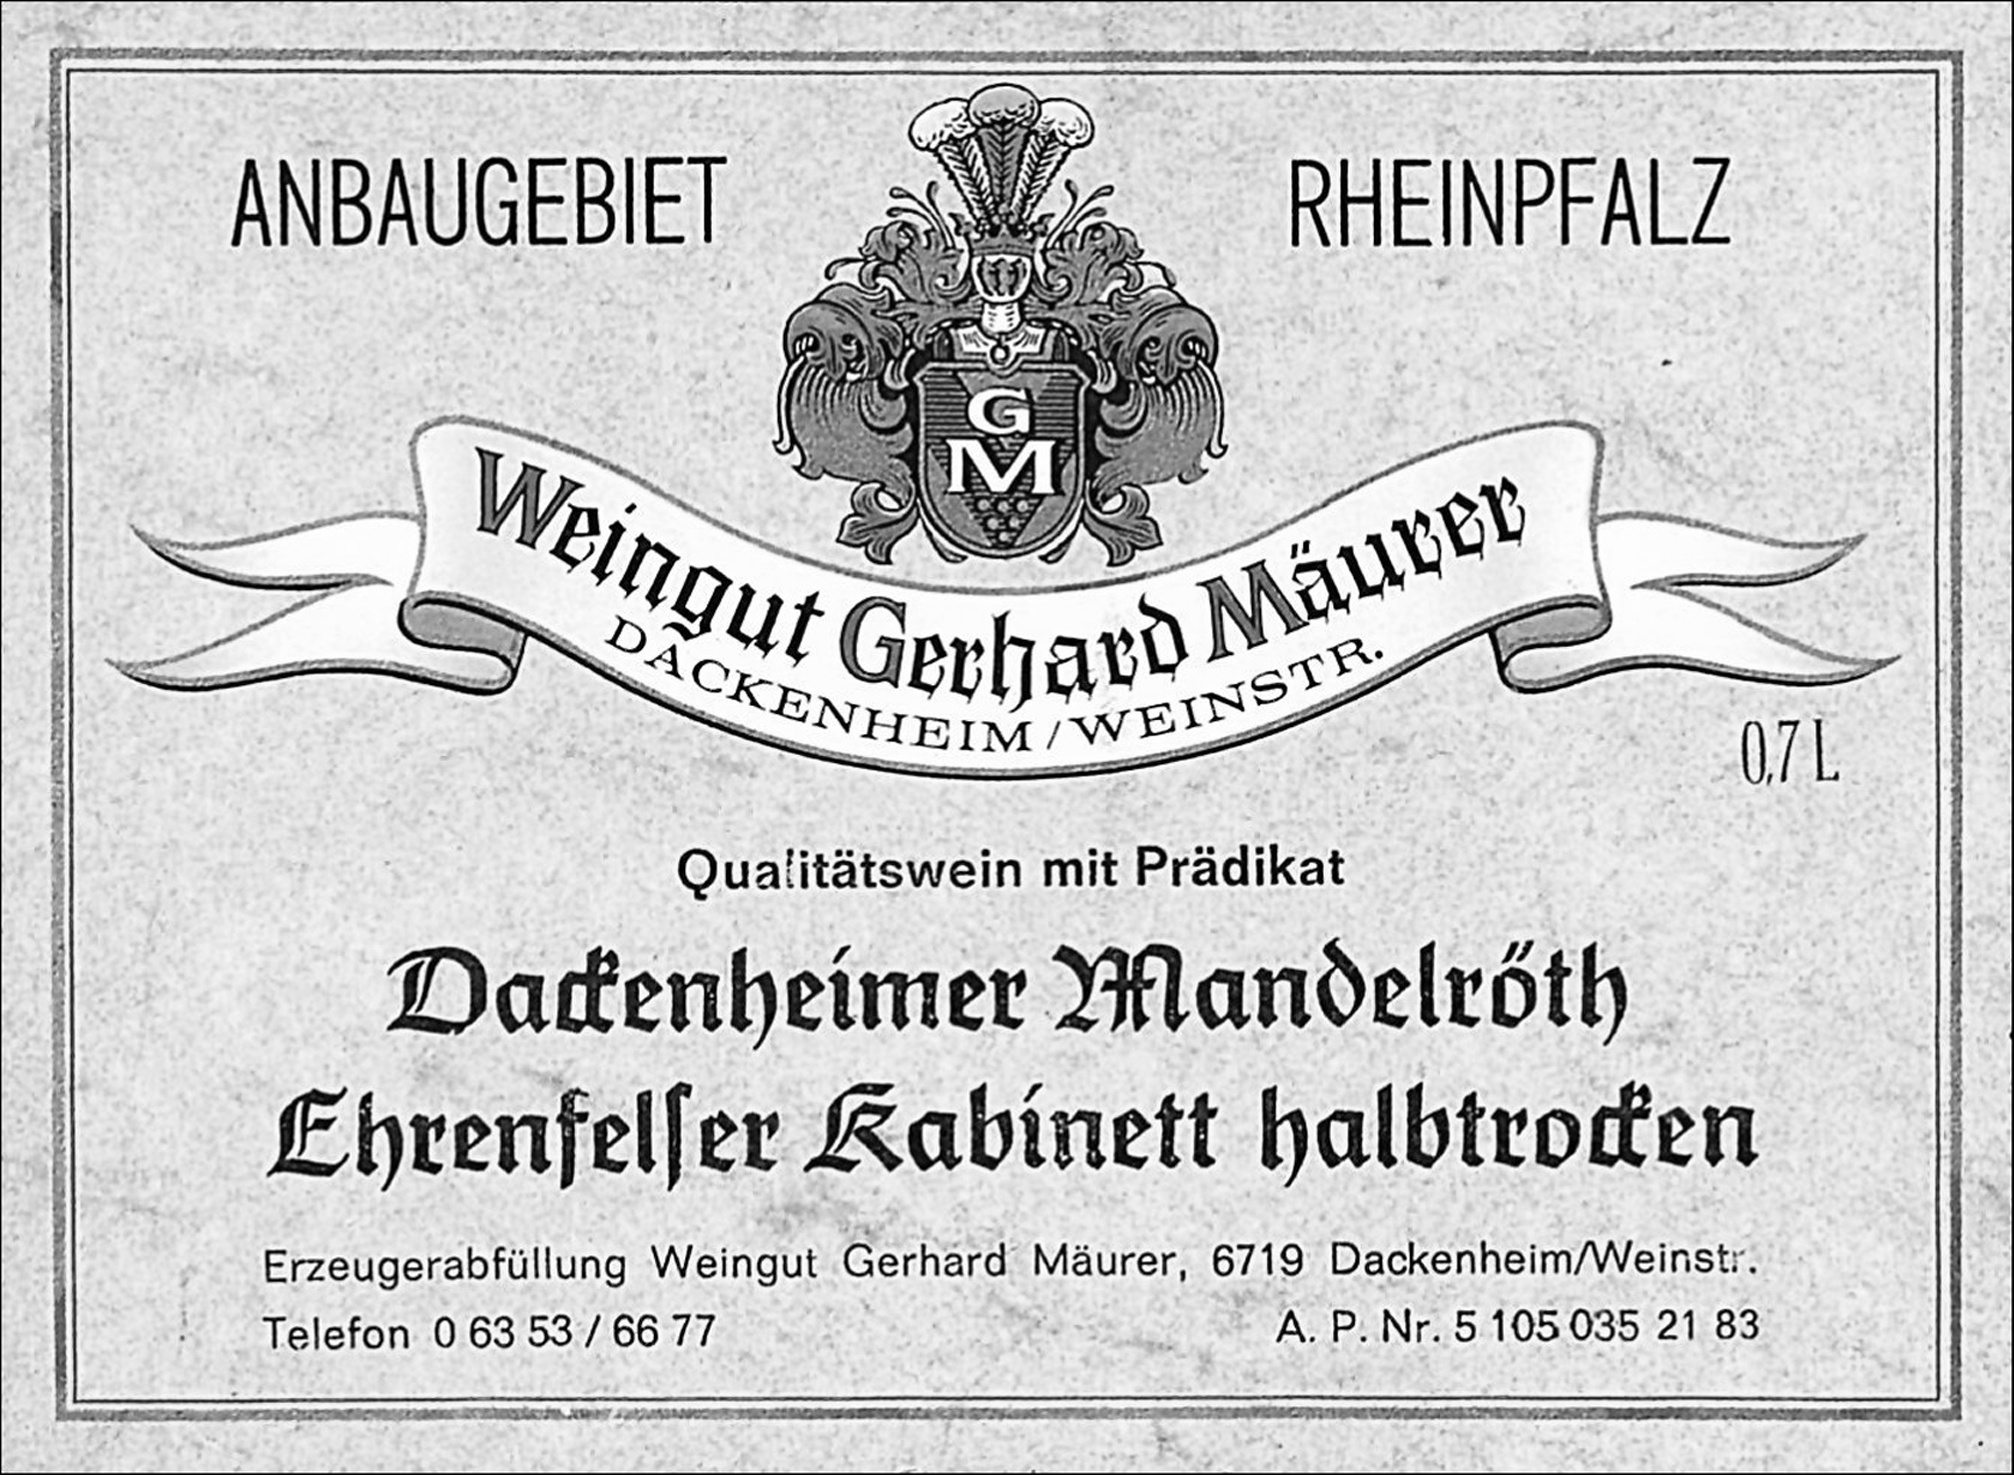 ANBAUGEBIET RHEINPFALZ
G
M
Weingut Gerhard Mäurer
DACKENHEIM/WEINSTR.
0,7 L
Qualitätswein mit Prädikat
Dackenheimer Mandelröth
Ehrenfelſer Kabinett halbtrocken
Erzeugerabfüllung Weingut Gerhard Mäurer, 6719 Dackenheim/Weinstr.
Telefon 0 63 53 / 66 77 A. P. Nr. 5 105 035 21 83